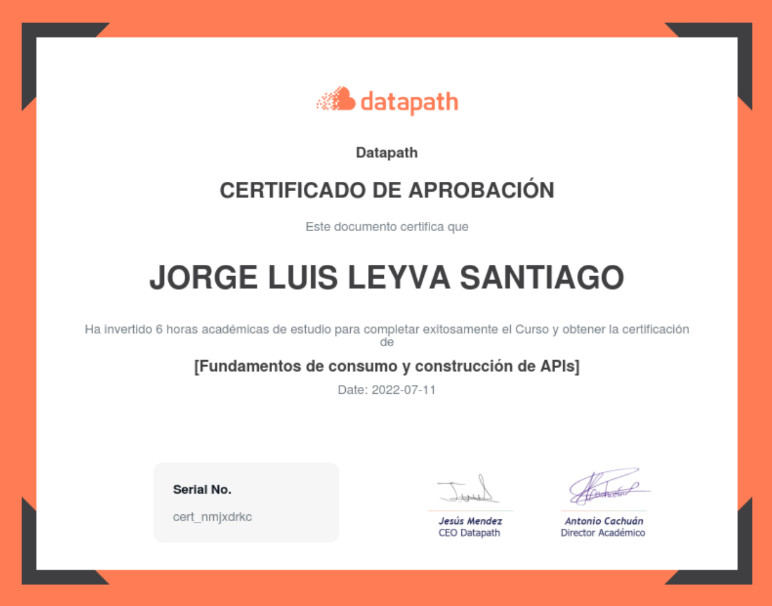 datapath
Datapath
CERTIFICADO DE APROBACIÓN
Este documento certifica que
JORGE LUIS LEYVA SANTIAGO
Ha invertido 6 horas académicas de estudio para completar exitosamente el Curso y obtener la certificación
de
[Fundamentos de consumo y construcción de APIs]
Date: 2022-07-11
Serial No.
cert_nmjxdrkc
Jesús Mendez
CEO Datapath
Antonio Cachuán
Director Académico